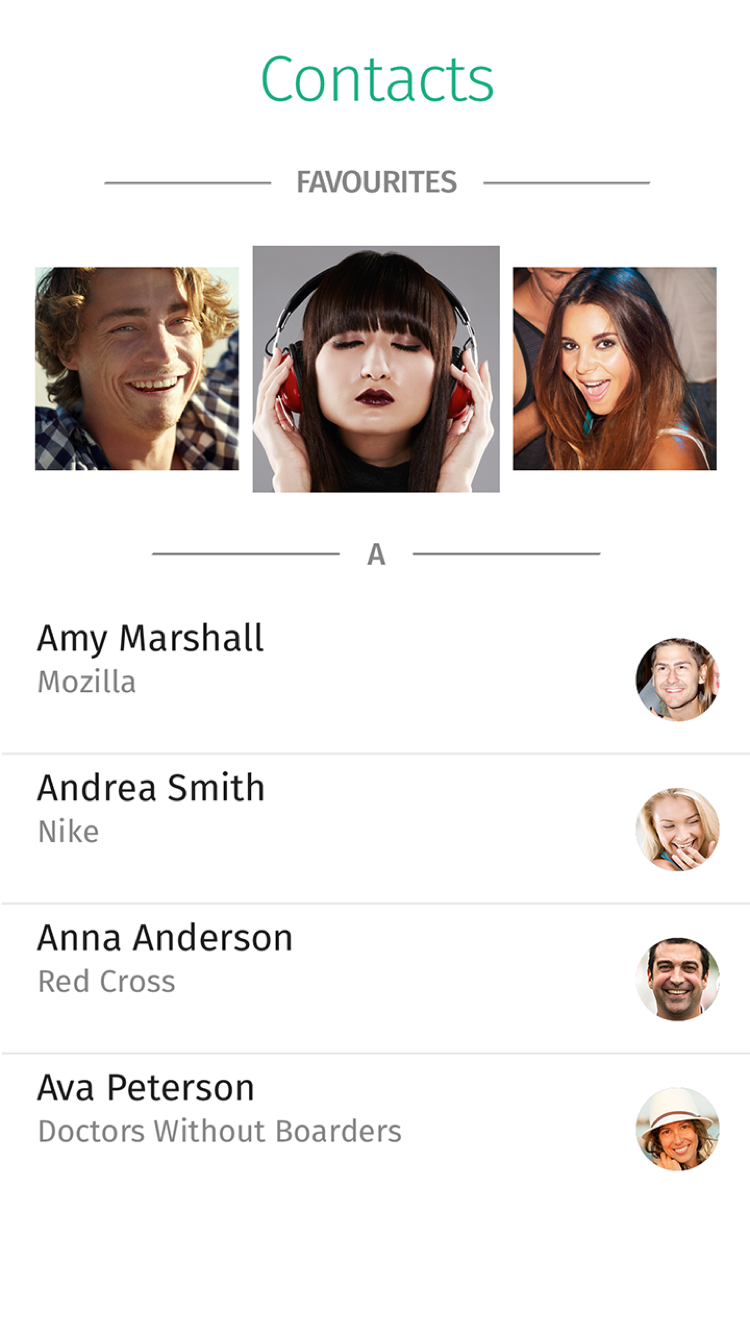 Contacts
FAVOURITES
A
Amy Marshall
Mozilla
Andrea Smith
Nike
Anna Anderson
Red Cross
Ava Peterson
Doctors Without Boarders